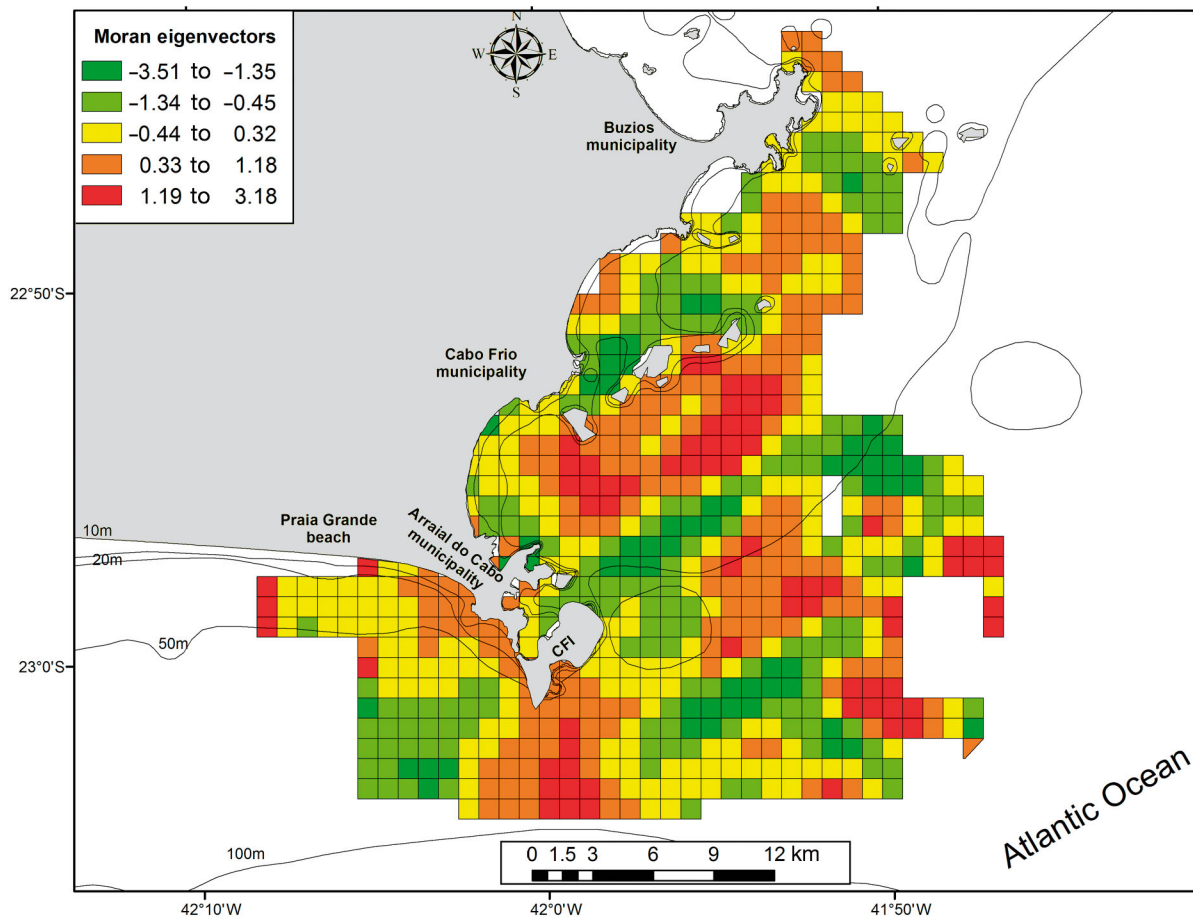 Moran eigenvectors
−3.51 to −1.35
−1.34 to −0.45
−0.44 to 0.32
0.33 to 1.18
1.19 to 3.18
N
W E
S
Buzios
municipality
22°50'S
Cabo Frio
municipality
Praia Grande
beach
Arraial do Cabo
municipality
10m
20m
50m
CFI
23°0'S
Atlantic Ocean
100m
0 1.5 3 6 9 12 km
42°10'W 42°0'W 41°50'W